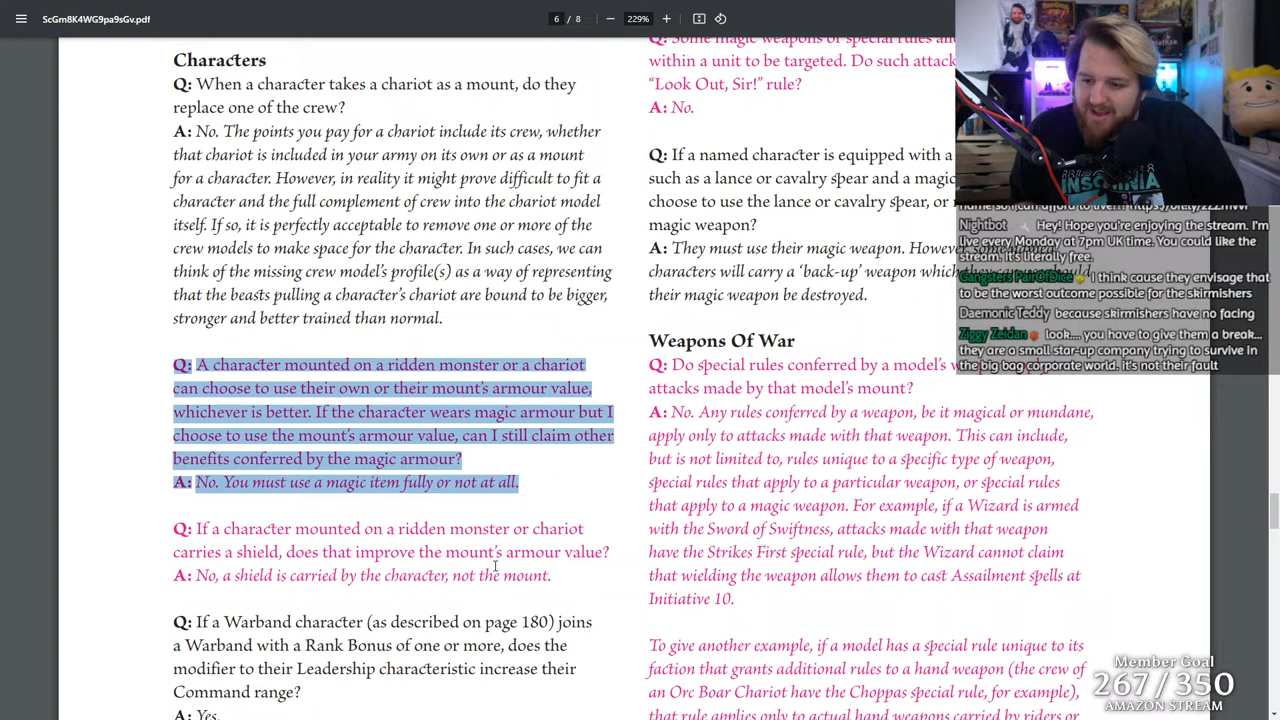 ScGm8K4WG9pa9sGv.pdf
6 / 8
229%
Characters
Q: When a character takes a chariot as a mount, do they
replace one of the crew?
A: No. The points you pay for a chariot include its crew, whether
that chariot is included in your army on its own or as a mount
for a character. However, in reality it might prove difficult to fit a
character and the full complement of crew into the chariot model
itself. If so, it is perfectly acceptable to remove one or more of the
crew models to make space for the character. In such cases, we can
think of the missing crew model's profile(s) as a way of representing
that the beasts pulling a character's chariot are bound to be bigger,
stronger and better trained than normal.
Q: A character mounted on a ridden monster or a chariot
can choose to use their own or their mount's armour value,
whichever is better. If the character wears magic armour but I
choose to use the mount's armour value, can I still claim other
benefits conferred by the magic armour?
A: No. You must use a magic item fully or not at all.
Q: If a character mounted on a ridden monster or chariot
carries a shield, does that improve the mount's armour value?
A: No, a shield is carried by the character, not the mount.
Q: If a Warband character (as described on page 180) joins
a Warband with a Rank Bonus of one or more, does the
modifier to their Leadership characteristic increase their
Command range?
A: Yes.
Q: Some magic weapons or special rules
within a unit to be targeted. Do such attac
"Look Out, Sir!" rule?
A: No.
Q: If a named character is equipped with a
such as a lance or cavalry spear and a magic
choose to use the lance or cavalry spear, or
magic weapon?
A: They must use their magic weapon. However, some
characters will carry a 'back-up' weapon which
their magic weapon be destroyed.
Weapons Of War
Q: Do special rules conferred by a model's
attacks made by that model's mount?
A: No. Any rules conferred by a weapon, be it magical or mundane,
apply only to attacks made with that weapon. This can include,
but is not limited to, rules unique to a specific type of weapon,
special rules that apply to a particular weapon, or special rules
that apply to a magic weapon. For example, if a Wizard is armed
with the Sword of Swiftness, attacks made with that weapon
have the Strikes First special rule, but the Wizard cannot claim
that wielding the weapon allows them to cast Assailment spells at
Initiative 10.
To give another example, if a model has a special rule unique to its
faction that grants additional rules to a hand weapon (the crew of
an Orc Boar Chariot have the Choppas special rule, for example),
that rule applies only to actual hand weapons carried by riders or
INSOMNIA
Nightbot Hey! Hope you're enjoying the stream. I'm
live every Monday at 7pm UK time. You could like the
stream. It's literally free.
Gangsters PairOfDice I think cause they envisage that
to be the worst outcome possible for the skirmishers
Daemonic Teddy because skirmishers have no facing
Ziggy Zeidan look.... you have to give them a break...
they are a small star-up company trying to survive in
the big bag corporate world. it's not their fault
Member Goal
267 / 350
AMAZON STREAM